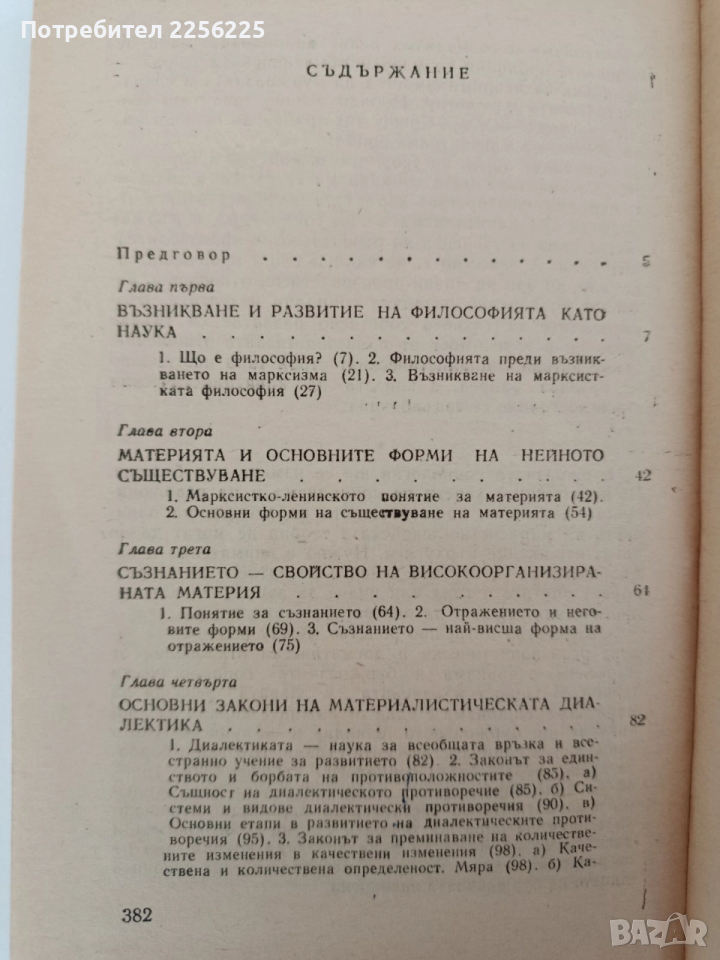 Потребител 2256225
СЪДЪРЖАНИЕ
Предговор . . . . . . . . . . . . . 5
Глава първа
ВЪЗНИКВАНЕ И РАЗВИТИЕ НА ФИЛОСОФИЯТА КАТО
НАУКА . . . . . . . . . . . . . . . 7
1. Що е философия? (7). 2. Философията преди възник-
ването на марксизма (21). 3. Възникване на марксист-
ката философия (27)
Глава втора
МАТЕРИЯТА И ОСНОВНИТЕ ФОРМИ НА НЕЙНОТО
СЪЩЕСТВУВАНЕ . . . . . . . . . . . 42
1. Марксистко-ленинското понятие за материята (42).
2. Основни форми на съществуване на материята (54)
Глава трета
СЪЗНАНИЕТО — СВОЙСТВО НА ВИСОКООРГАНИЗИРА-
НАТА МАТЕРИЯ . . . . . . . . . . . 64
1. Понятие за съзнанието (64). 2. Отражението и него-
вите форми (69). 3. Съзнанието — най-висша форма на
отражението (75)
Глава четвърта
ОСНОВНИ ЗАКОНИ НА МАТЕРИАЛИСТИЧЕСКАТА ДИА-
ЛЕКТИКА . . . . . . . . . . . . . . 82
1. Диалектиката — наука за всеобщата връзка и все-
странно учение за развитието (82). 2. Законът за един-
ството и борбата на противоположностите (85). а)
Същност на диалектическото противоречие (85). б) Си-
стеми и видове диалектически противоречия (90). в)
Основни етапи в развитието на диалектическите проти-
воречия (95). 3. Законът за преминаване на количестве-
ните изменения в качествени изменения (98). а) Каче-
ствена и количествена определеност. Мяра (98). б) Ка-
382
BAZAR